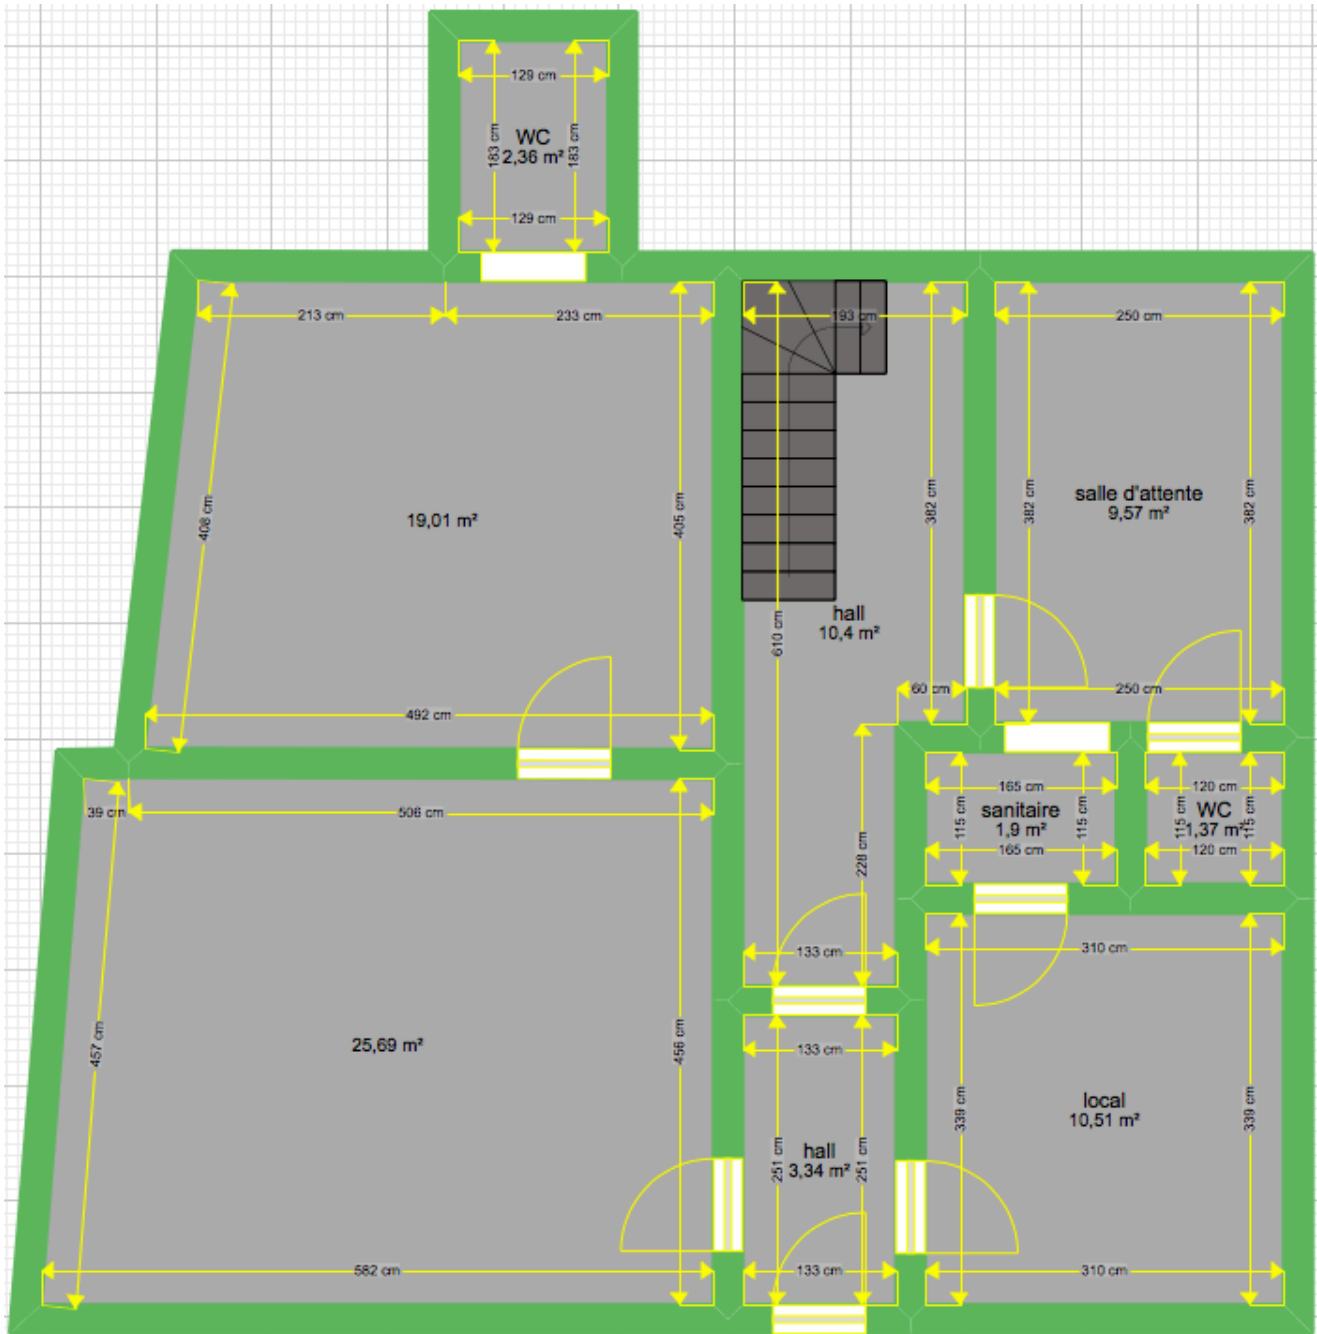 129 cm
183 cm
183 cm
WC
2,36 m²
129 cm
213 cm
233 cm
193 cm
250 cm
408 cm
19,01 m²
405 cm
382 cm
382 cm
salle d'attente
9,57 m²
382 cm
hall
10,4 m²
610 cm
60 cm
250 cm
492 cm
39 cm
506 cm
228 cm
165 cm
115 cm
sanitaire
1,9 m²
115 cm
165 cm
120 cm
115 cm
WC
1,37 m²
115 cm
120 cm
133 cm
310 cm
457 cm
25,69 m²
456 cm
133 cm
339 cm
local
10,51 m²
339 cm
251 cm
hall
3,34 m²
251 cm
582 cm
133 cm
310 cm